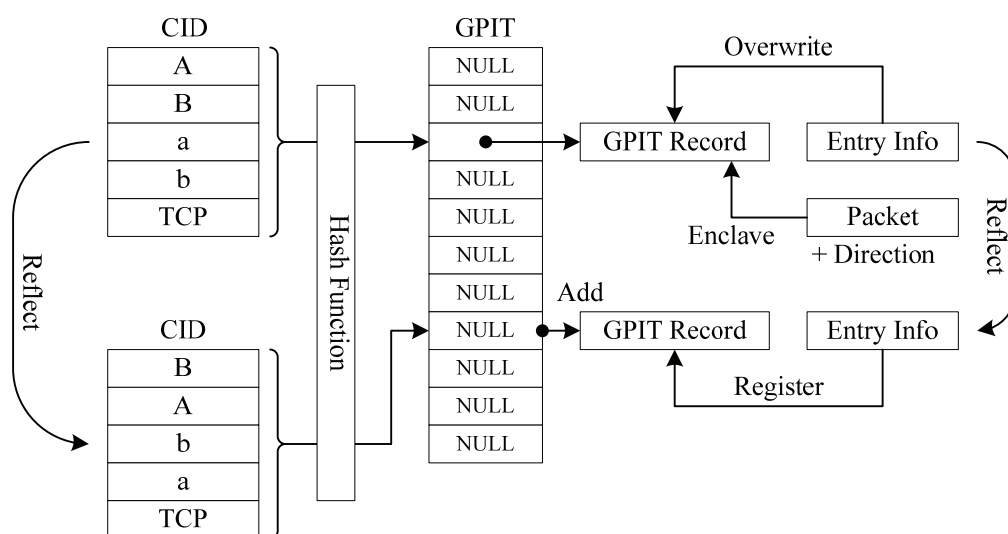 CID
A
B
a
b
TCP
Reflect
CID
B
A
b
a
TCP
Hash Function
GPIT
NULL
NULL
NULL
NULL
NULL
NULL
NULL
NULL
NULL
NULL
Overwrite
GPIT Record
Entry Info
Packet
Enclave
+ Direction
Reflect
Add
GPIT Record
Entry Info
Register